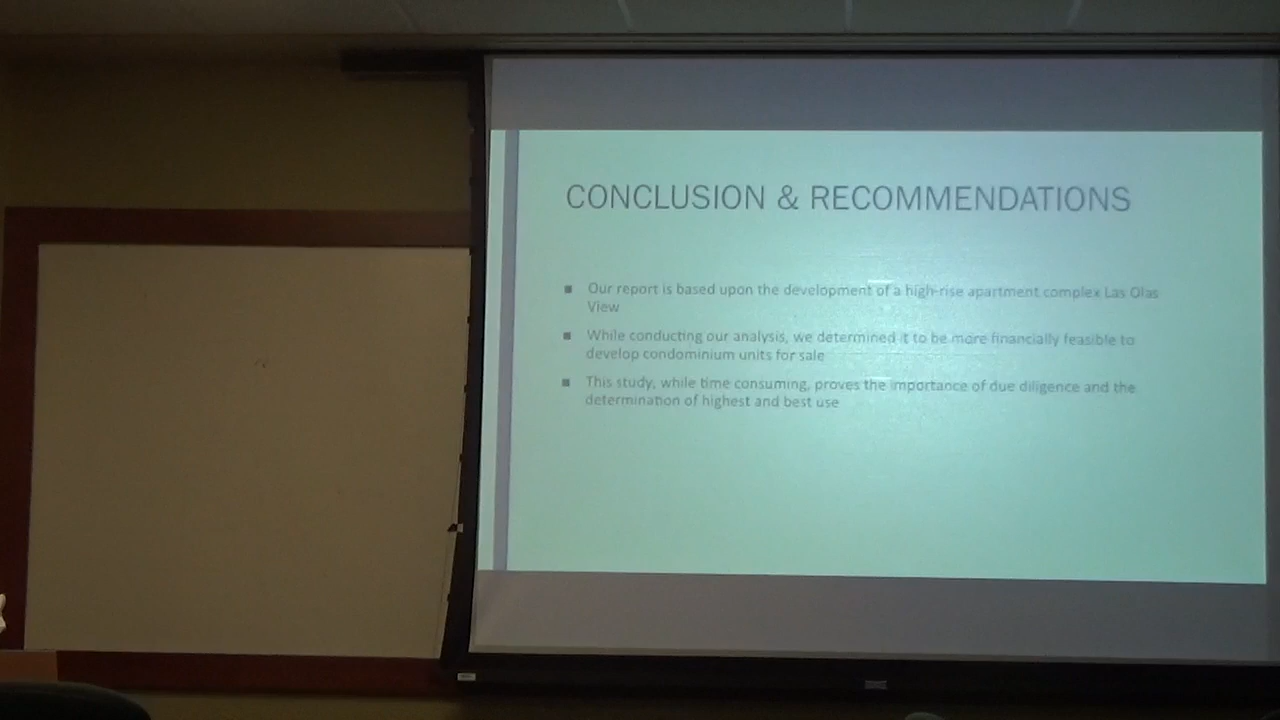 CONCLUSION & RECOMMENDATIONS
■ Our report is based upon the development of a high-rise apartment complex Las Olas
View
■ While conducting our analysis, we determined it to be more financially feasible to
develop condominium units for sale
■ This study, while time consuming, proves the importance of due diligence and the
determination of highest and best use